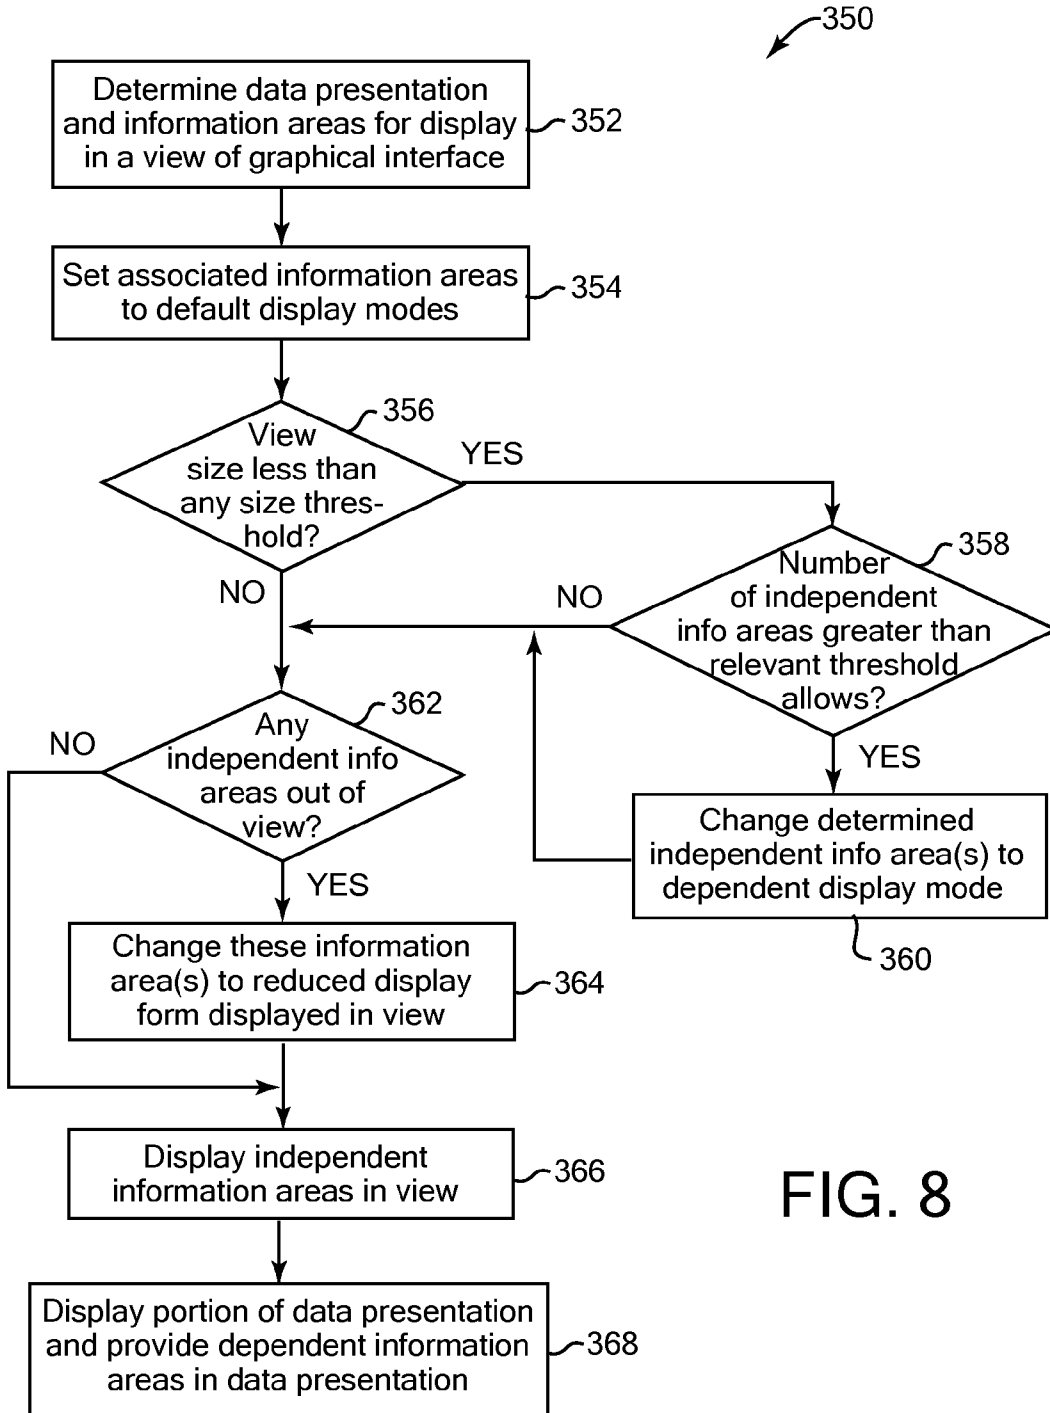 350
Determine data presentation
and information areas for display
in a view of graphical interface
352
Set associated information areas
to default display modes
354
356
View
size less than
any size thres-
hold?
YES
NO
358
Number
of independent
info areas greater than
relevant threshold
allows?
NO
YES
Change determined
independent info area(s) to
dependent display mode
360
362
Any
independent info
areas out of
view?
NO
YES
Change these information
area(s) to reduced display
form displayed in view
364
Display independent
information areas in view
366
FIG. 8
Display portion of data presentation
and provide dependent information
areas in data presentation
368